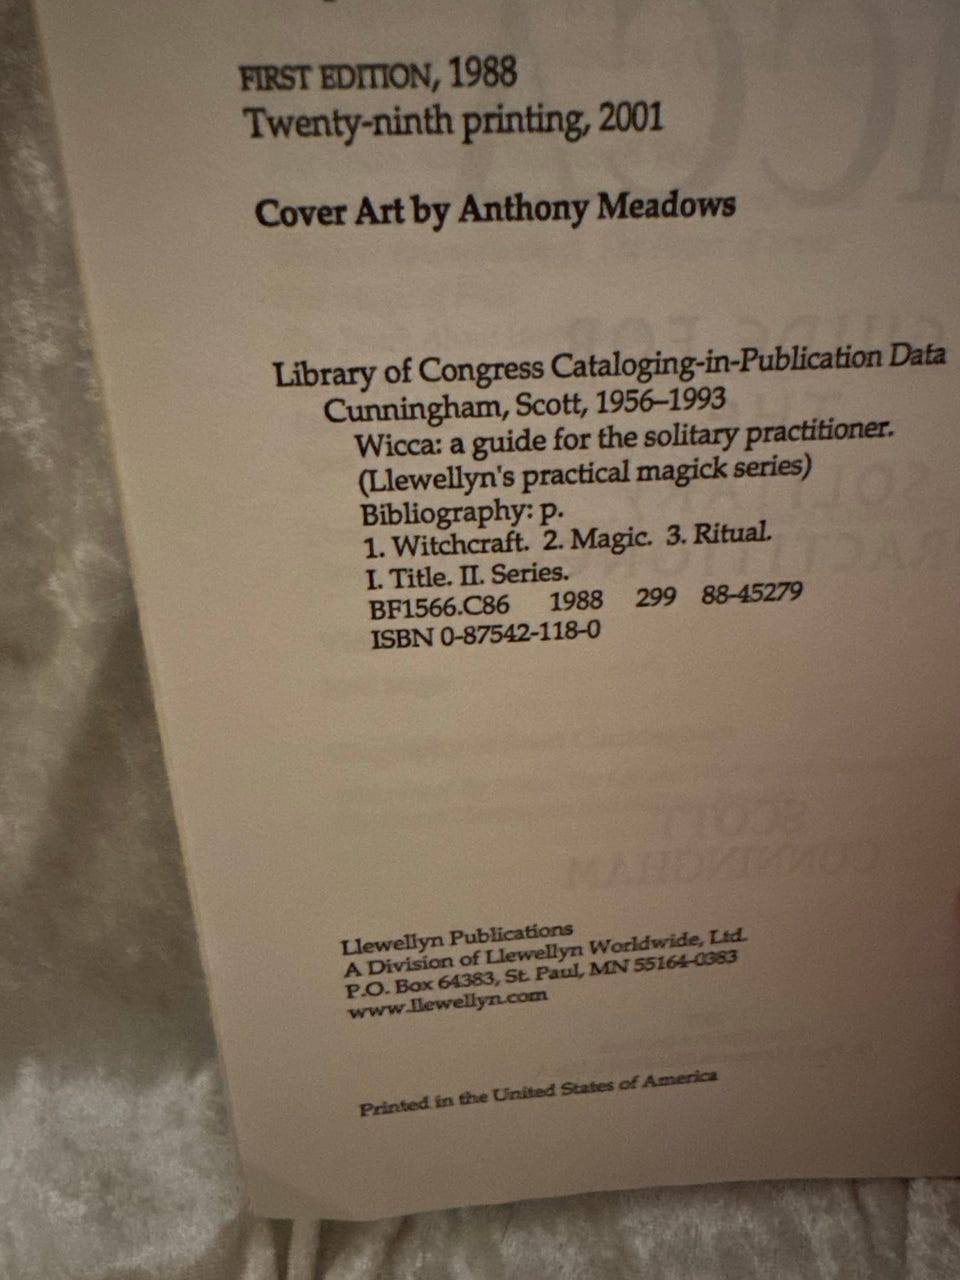 FIRST EDITION, 1988
Twenty-ninth printing, 2001
Cover Art by Anthony Meadows
Library of Congress Cataloging-in-Publication Data
Cunningham, Scott, 1956–1993
Wicca: a guide for the solitary practitioner.
(Llewellyn's practical magick series)
Bibliography: p.
1. Witchcraft. 2. Magic. 3. Ritual.
I. Title. II. Series.
BF1566.C86 1988 299 88-45279
ISBN 0-87542-118-0
SCOTT
CUNNINGHAM
Llewellyn Publications
A Division of Llewellyn Worldwide, Ltd.
P.O. Box 64383, St. Paul, MN 55164-0383
www.llewellyn.com
Printed in the United States of America